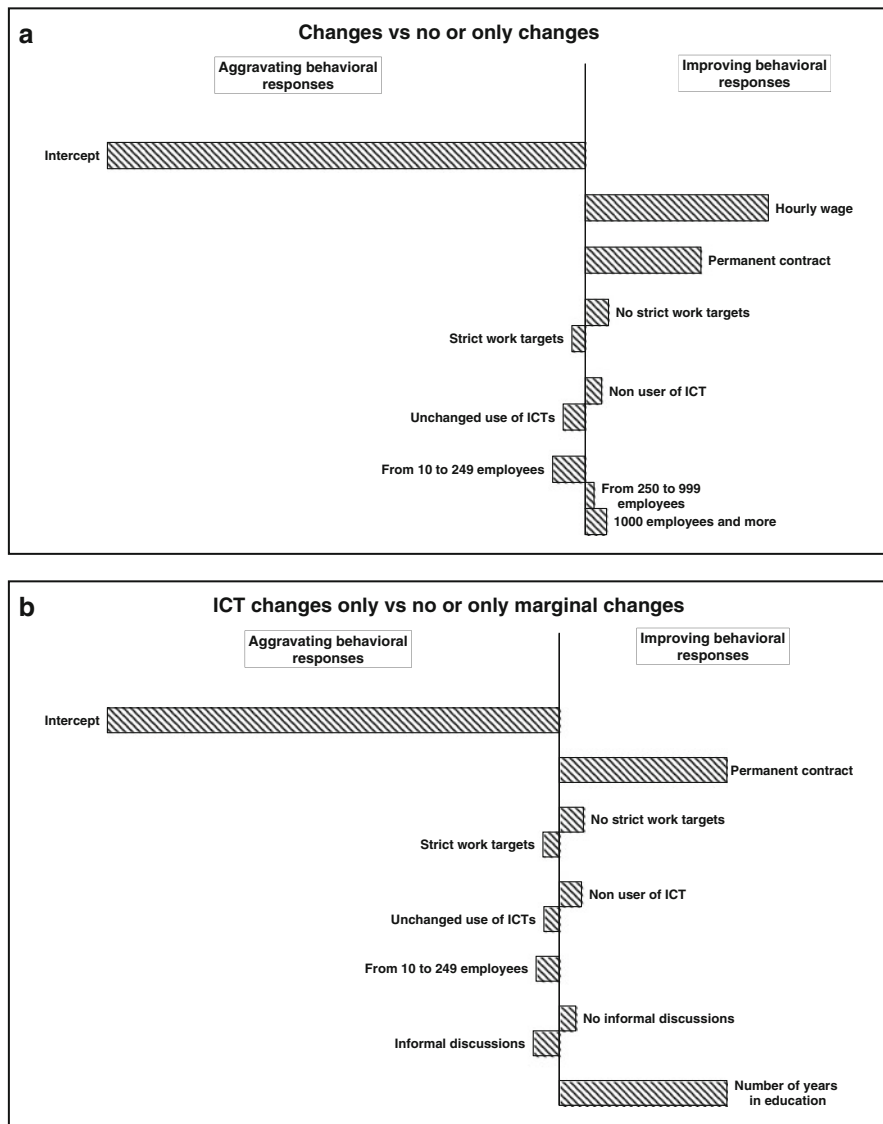 a
Changes vs no or only changes
Aggravating behavioral
responses
Improving behavioral
responses
Intercept
Hourly wage
Permanent contract
No strict work targets
Strict work targets
Non user of ICT
Unchanged use of ICTs
From 10 to 249 employees
From 250 to 999
employees
1000 employees and more
b
ICT changes only vs no or only marginal changes
Aggravating behavioral
responses
Improving behavioral
responses
Intercept
Permanent contract
No strict work targets
Strict work targets
Non user of ICT
Unchanged use of ICTs
From 10 to 249 employees
No informal discussions
Informal discussions
Number of years
in education